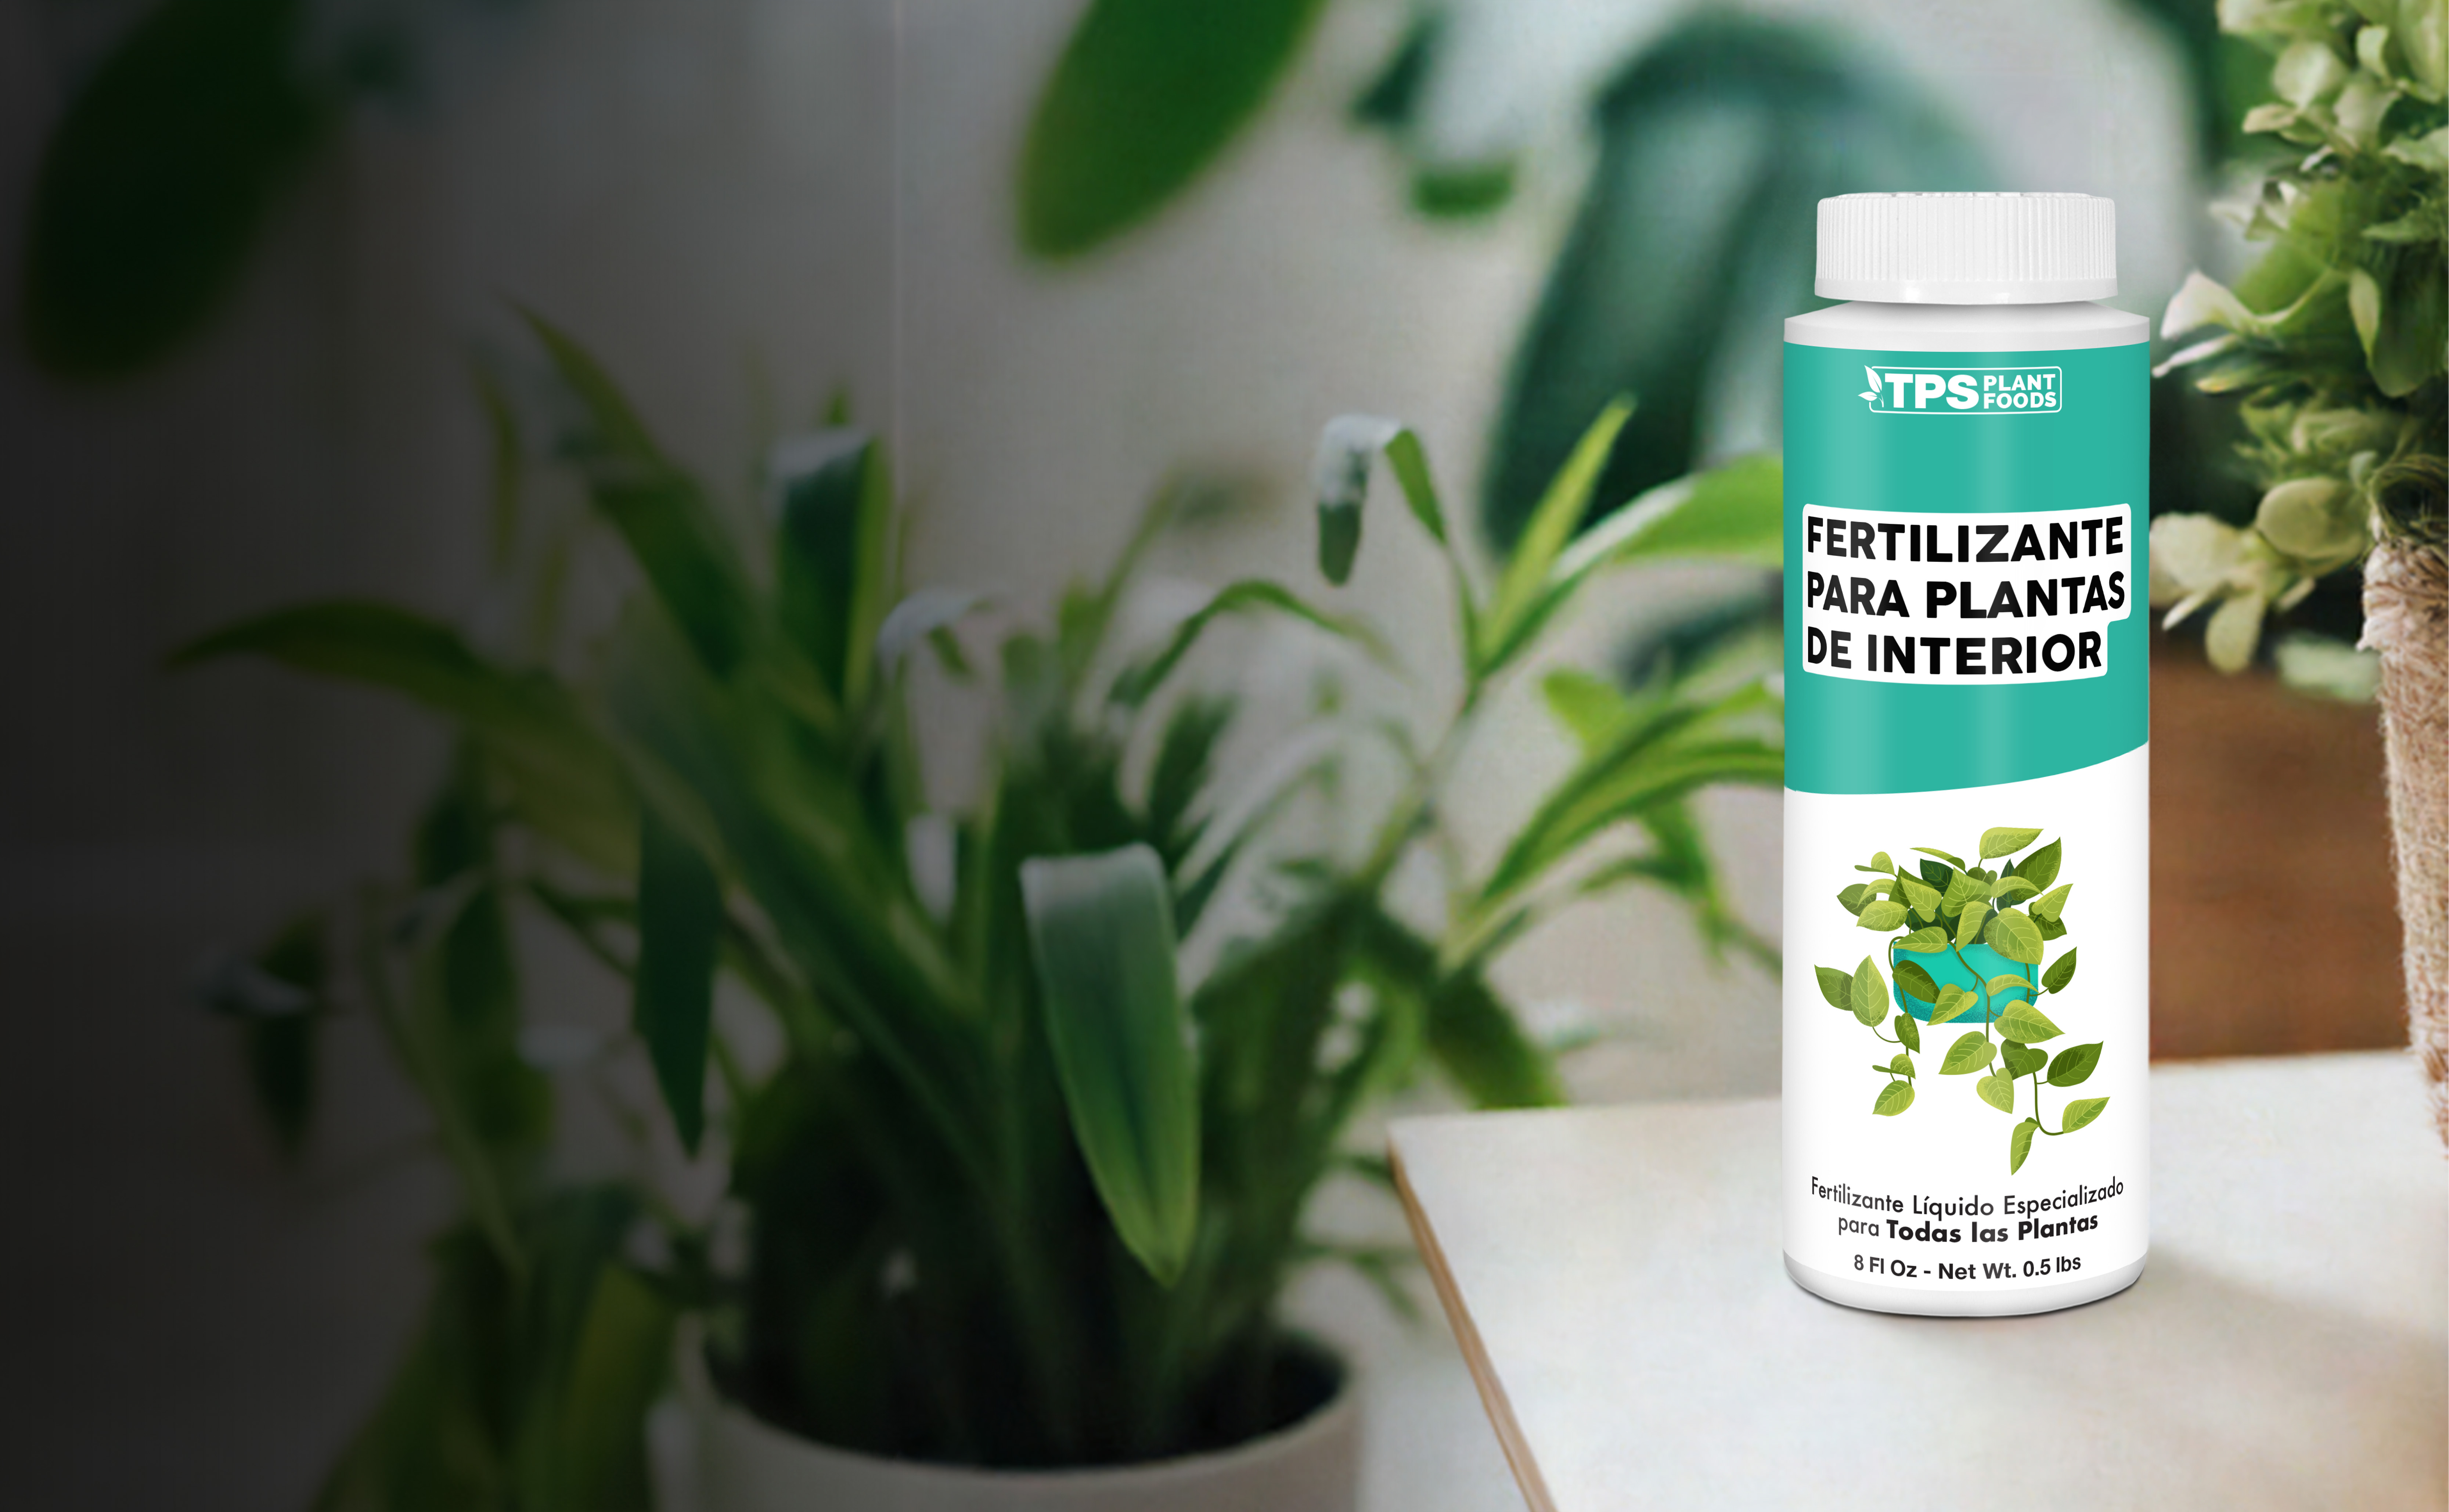 TPS PLANT FOODS
FERTILIZANTE
PARA PLANTAS
DE INTERIOR
Fertilizante Líquido Especializado
para Todas las Plantas
8 Fl Oz - Net Wt. 0.5 lbs